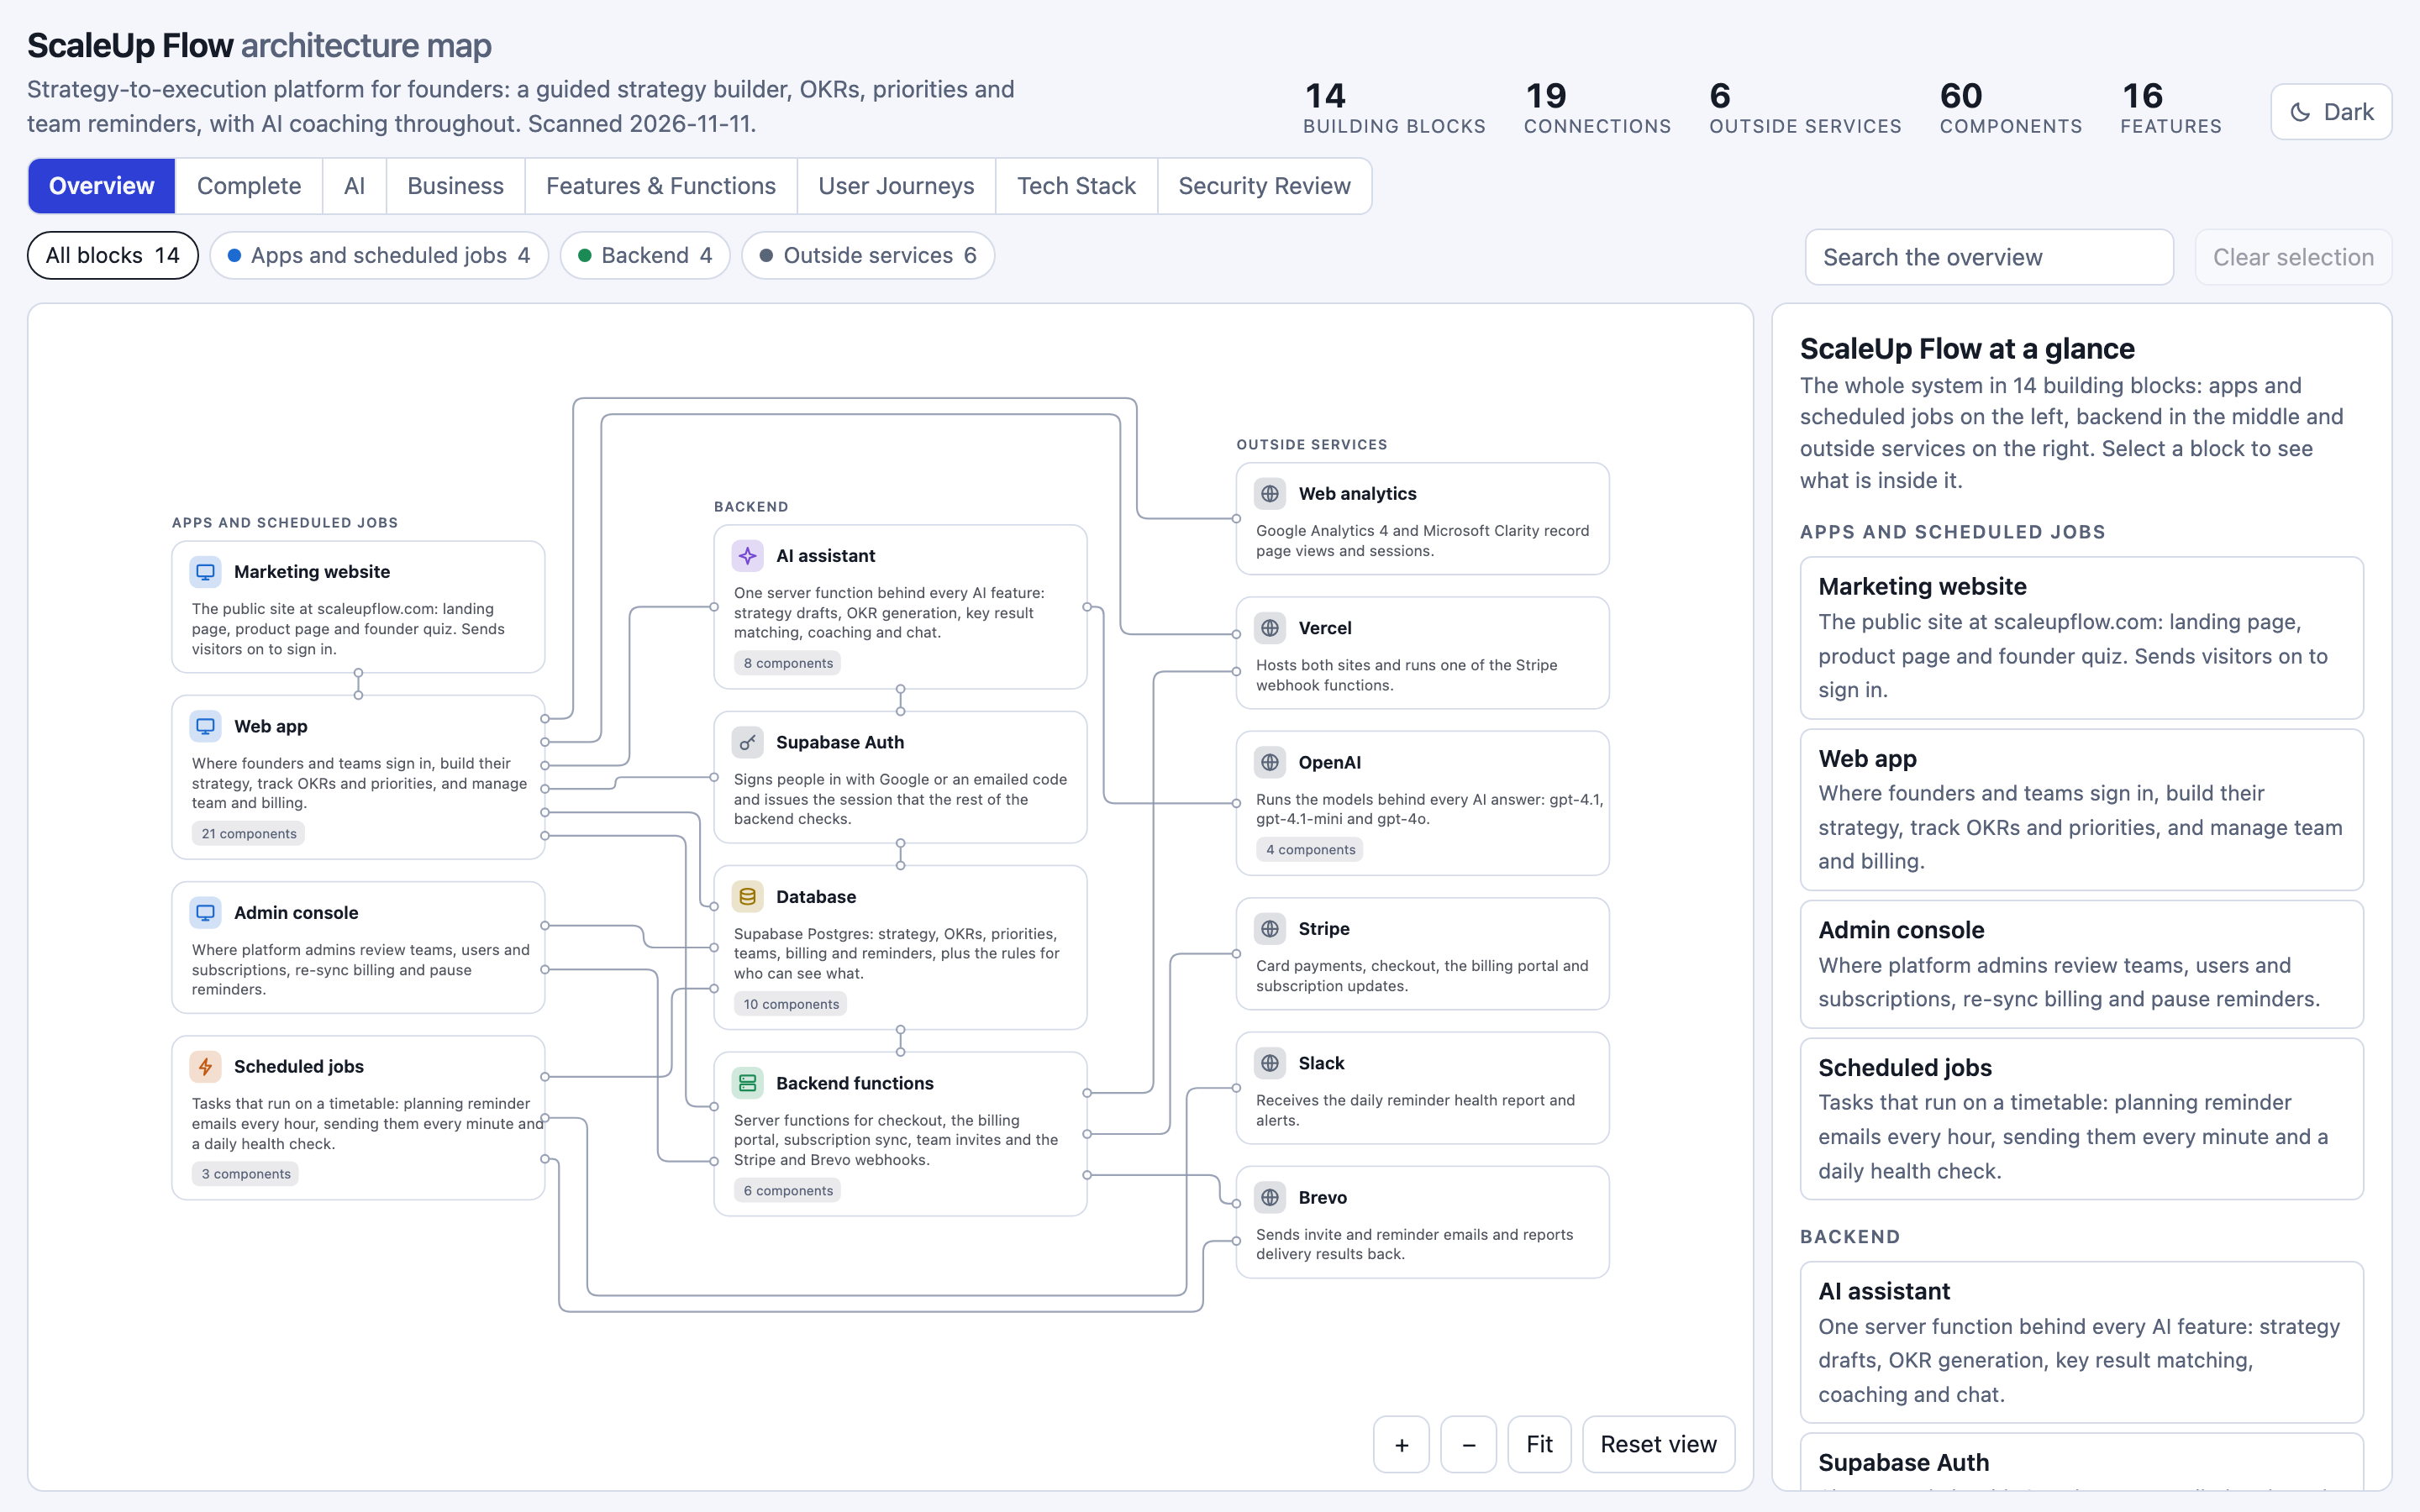 ScaleUp Flow architecture map
Strategy-to-execution platform for founders: a guided strategy builder, OKRs, priorities and
team reminders, with AI coaching throughout. Scanned 2026-11-11.
14
BUILDING BLOCKS
19
CONNECTIONS
6
OUTSIDE SERVICES
60
COMPONENTS
16
FEATURES
Dark
Overview
Complete
AI
Business
Features & Functions
User Journeys
Tech Stack
Security Review
All blocks 14
Apps and scheduled jobs 4
Backend 4
Outside services 6
Search the overview
Clear selection
APPS AND SCHEDULED JOBS
Marketing website
The public site at scaleupflow.com: landing
page, product page and founder quiz. Sends
visitors on to sign in.
Web app
Where founders and teams sign in, build their
strategy, track OKRs and priorities, and manage
team and billing.
21 components
Admin console
Where platform admins review teams, users and
subscriptions, re-sync billing and pause
reminders.
Scheduled jobs
Tasks that run on a timetable: planning reminder
emails every hour, sending them every minute and
a daily health check.
3 components
BACKEND
AI assistant
One server function behind every AI feature:
strategy drafts, OKR generation, key result
matching, coaching and chat.
8 components
Supabase Auth
Signs people in with Google or an emailed code
and issues the session that the rest of the
backend checks.
Database
Supabase Postgres: strategy, OKRs, priorities,
teams, billing and reminders, plus the rules for
who can see what.
10 components
Backend functions
Server functions for checkout, the billing
portal, subscription sync, team invites and the
Stripe and Brevo webhooks.
6 components
OUTSIDE SERVICES
Web analytics
Google Analytics 4 and Microsoft Clarity record
page views and sessions.
Vercel
Hosts both sites and runs one of the Stripe
webhook functions.
OpenAI
Runs the models behind every AI answer: gpt-4.1,
gpt-4.1-mini and gpt-4o.
4 components
Stripe
Card payments, checkout, the billing portal and
subscription updates.
Slack
Receives the daily reminder health report and
alerts.
Brevo
Sends invite and reminder emails and reports
delivery results back.
+
−
Fit
Reset view
ScaleUp Flow at a glance
The whole system in 14 building blocks: apps and
scheduled jobs on the left, backend in the middle and
outside services on the right. Select a block to see
what is inside it.
APPS AND SCHEDULED JOBS
Marketing website
The public site at scaleupflow.com: landing page,
product page and founder quiz. Sends visitors on to
sign in.
Web app
Where founders and teams sign in, build their
strategy, track OKRs and priorities, and manage team
and billing.
Admin console
Where platform admins review teams, users and
subscriptions, re-sync billing and pause reminders.
Scheduled jobs
Tasks that run on a timetable: planning reminder
emails every hour, sending them every minute and a
daily health check.
BACKEND
AI assistant
One server function behind every AI feature: strategy
drafts, OKR generation, key result matching,
coaching and chat.
Supabase Auth